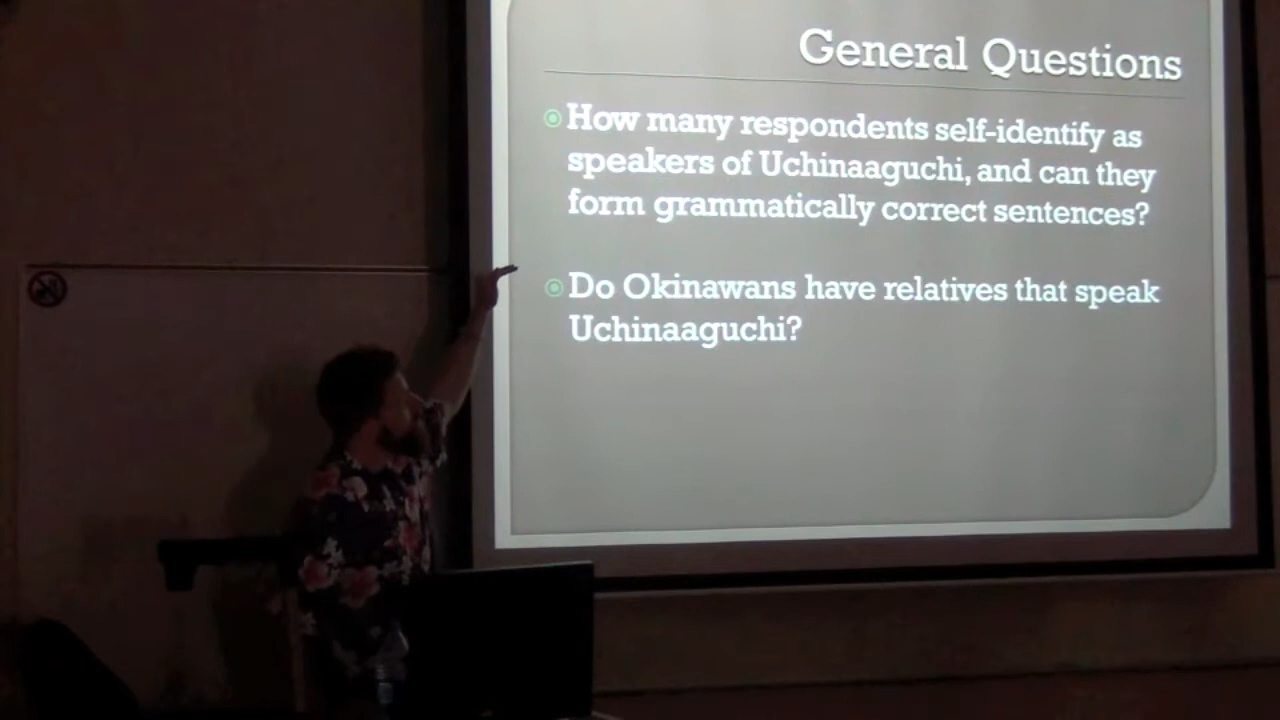 General Questions
How many respondents self-identify as
speakers of Uchinaaguchi, and can they
form grammatically correct sentences?
Do Okinawans have relatives that speak
Uchinaaguchi?